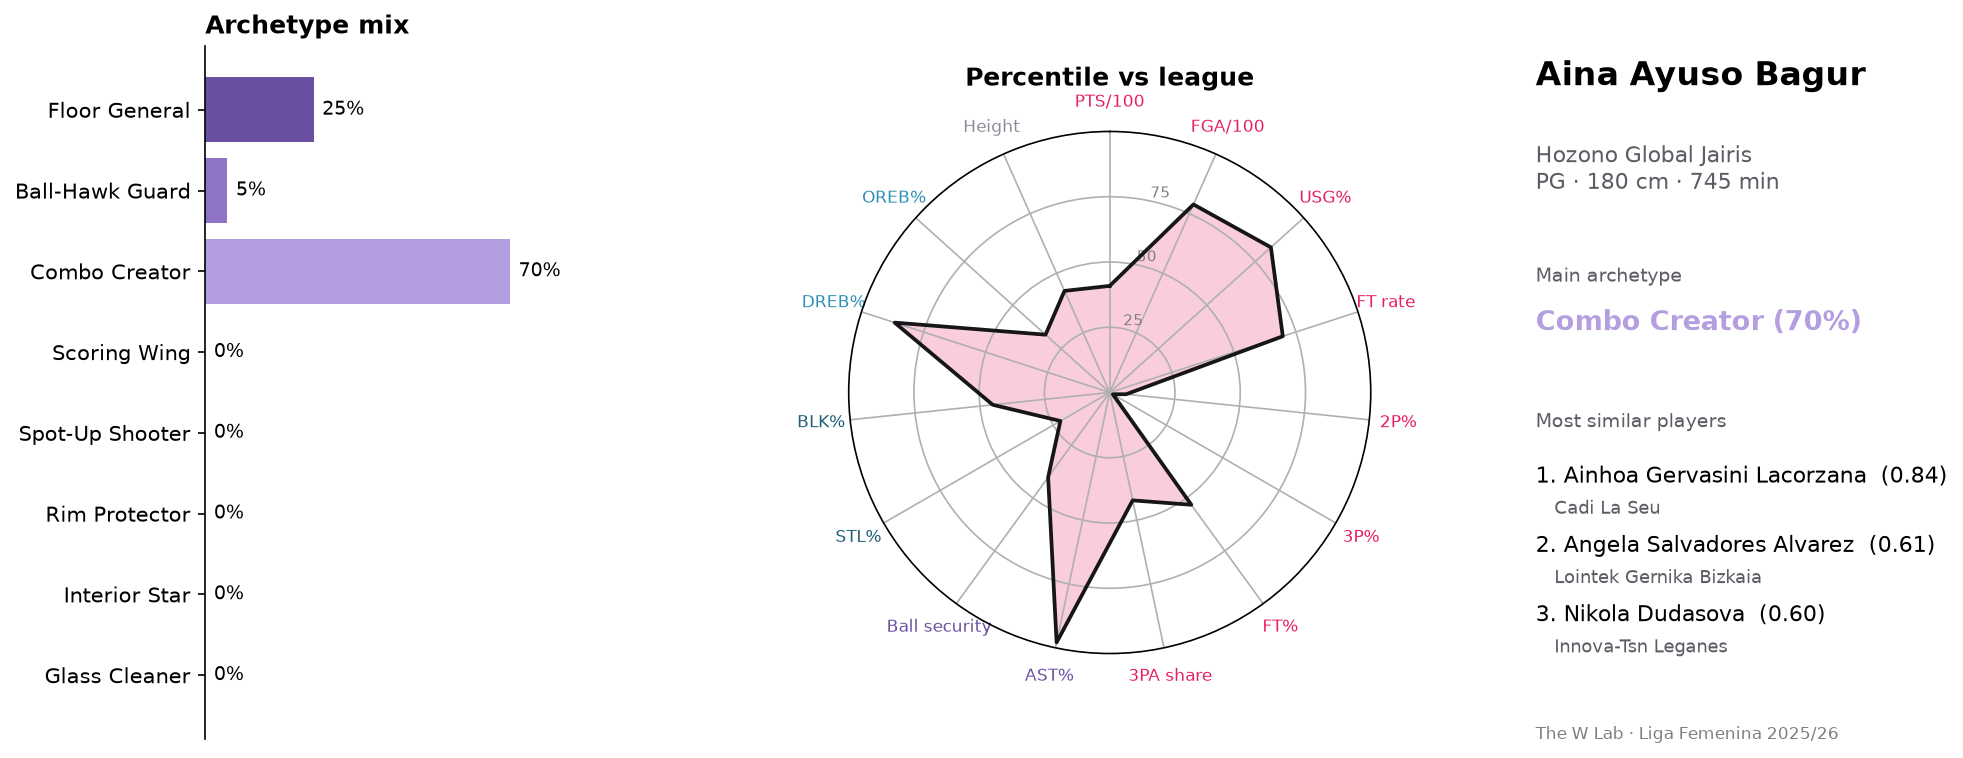 Archetype mix
Floor General
25%
Ball-Hawk Guard
5%
Combo Creator
70%
Scoring Wing
0%
Spot-Up Shooter
0%
Rim Protector
0%
Interior Star
0%
Glass Cleaner
0%
Percentile vs league
PTS/100
FGA/100
USG%
FT rate
2P%
3P%
FT%
3PA share
AST%
Ball security
STL%
BLK%
DREB%
OREB%
Height
75
50
25
Aina Ayuso Bagur
Hozono Global Jairis
PG · 180 cm · 745 min
Main archetype
Combo Creator (70%)
Most similar players
1. Ainhoa Gervasini Lacorzana (0.84)
Cadi La Seu
2. Angela Salvadores Alvarez (0.61)
Lointek Gernika Bizkaia
3. Nikola Dudasova (0.60)
Innova-Tsn Leganes
The W Lab · Liga Femenina 2025/26